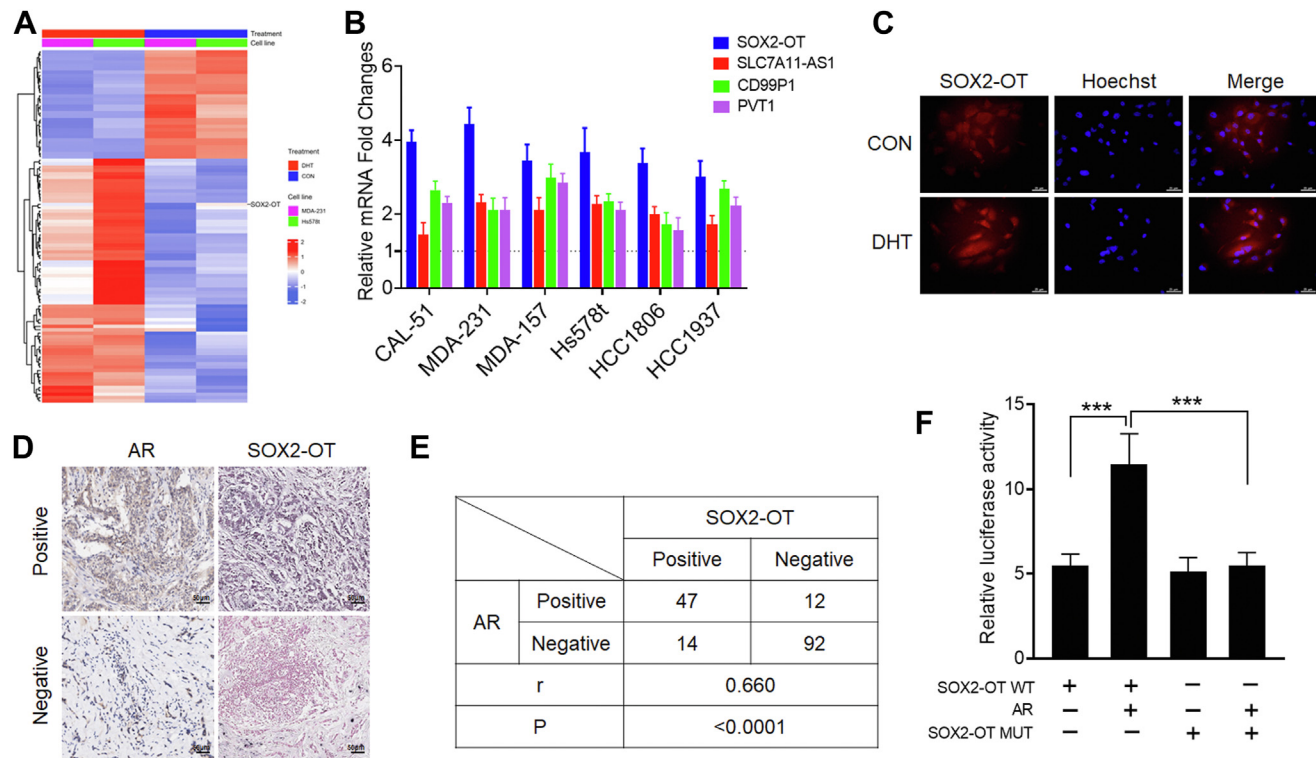 A
Treatment
Cell line
Treatment
DHT
CON
Cell line
MDA-231
Hs578t
2
1
0
-1
-2
SOX2-OT
B
SOX2-OT
SLC7A11-AS1
CD99P1
PVT1
Relative mRNA Fold Changes
6
4
2
1
0
CAL-51
MDA-231
MDA-157
Hs578t
HCC1806
HCC1937
C
SOX2-OT Hoechst Merge
CON
DHT
D
AR SOX2-OT
Positive
50μm 50μm
Negative
50μm 50μm
E
SOX2-OT
Positive Negative
AR Positive 47 12
Negative 14 92
r 0.660
P <0.0001
F
Relative luciferase activity
15
10
5
0
*** ***
SOX2-OT WT + + − −
AR − + − +
SOX2-OT MUT − − + +